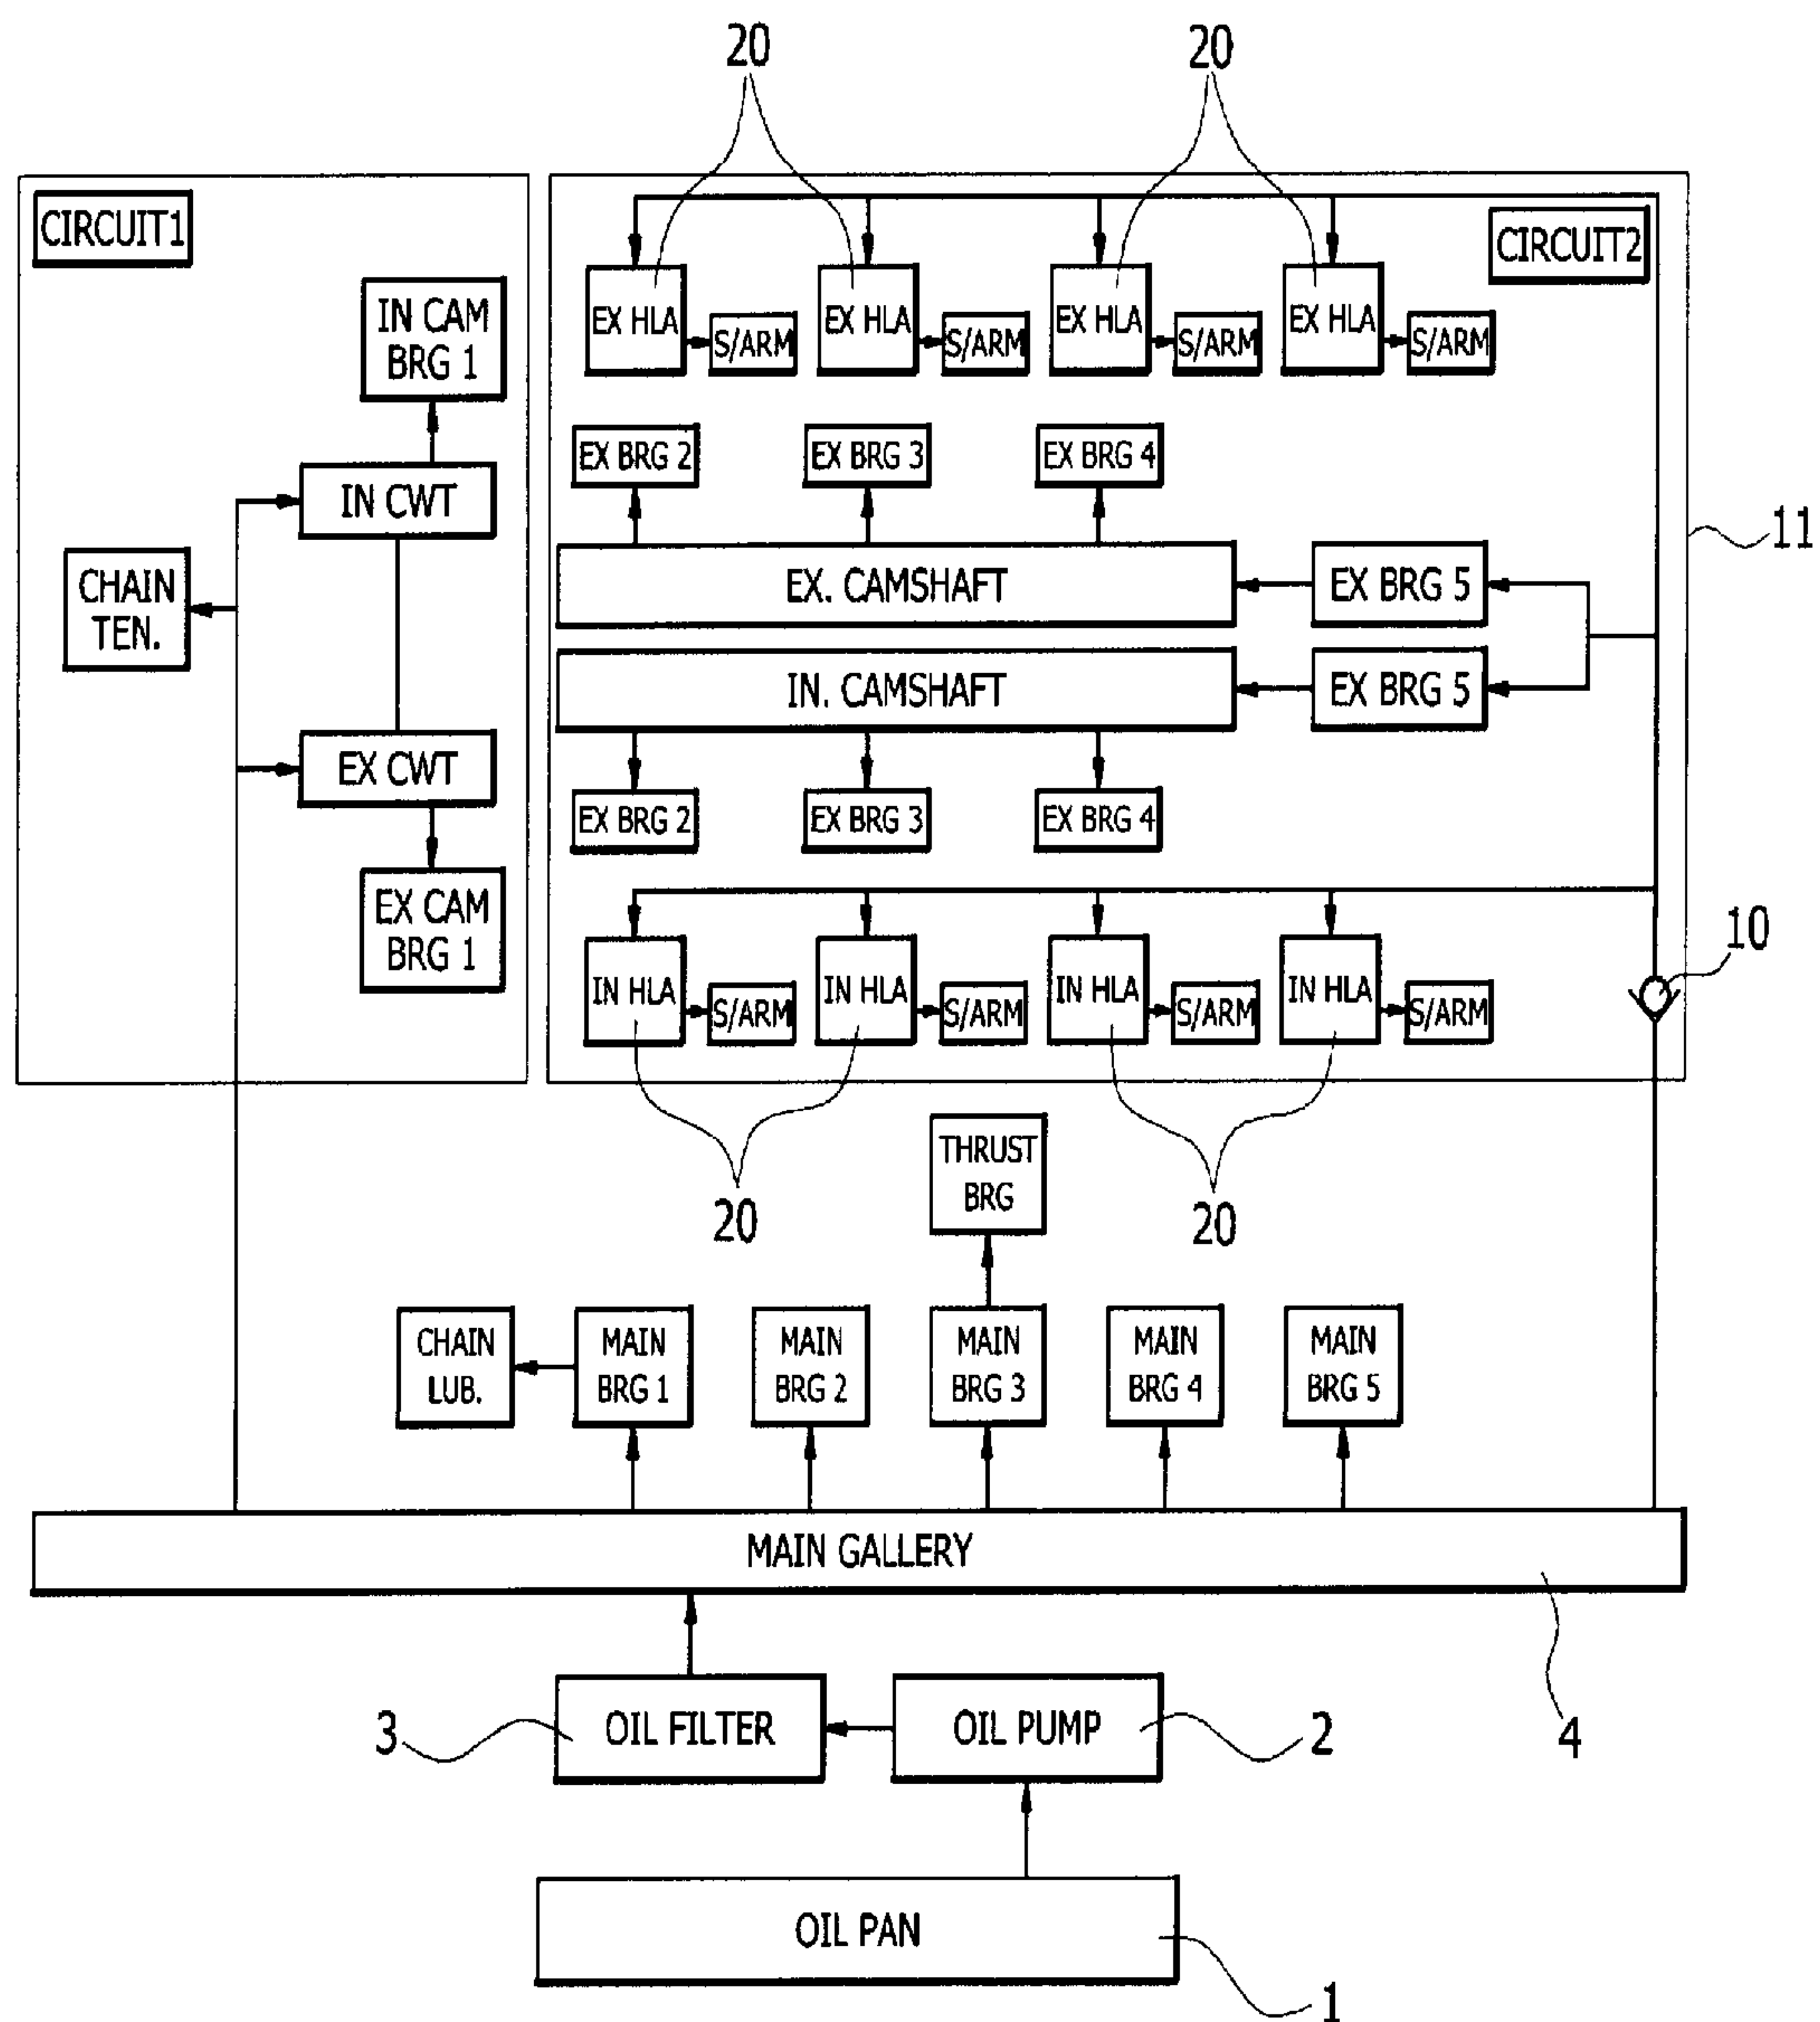 20
20
CIRCUIT1
CIRCUIT2
IN CAM
BRG 1
IN CWT
CHAIN
TEN.
EX CWT
EX CAM
BRG 1
EX HLA
S/ARM
EX HLA
S/ARM
EX HLA
S/ARM
EX HLA
S/ARM
EX BRG 2
EX BRG 3
EX BRG 4
EX. CAMSHAFT
EX BRG 5
11
IN. CAMSHAFT
EX BRG 5
EX BRG 2
EX BRG 3
EX BRG 4
10
IN HLA
S/ARM
IN HLA
S/ARM
IN HLA
S/ARM
IN HLA
S/ARM
20
20
THRUST
BRG
CHAIN
LUB.
MAIN
BRG 1
MAIN
BRG 2
MAIN
BRG 3
MAIN
BRG 4
MAIN
BRG 5
MAIN GALLERY
4
3
OIL FILTER
OIL PUMP
2
OIL PAN
1